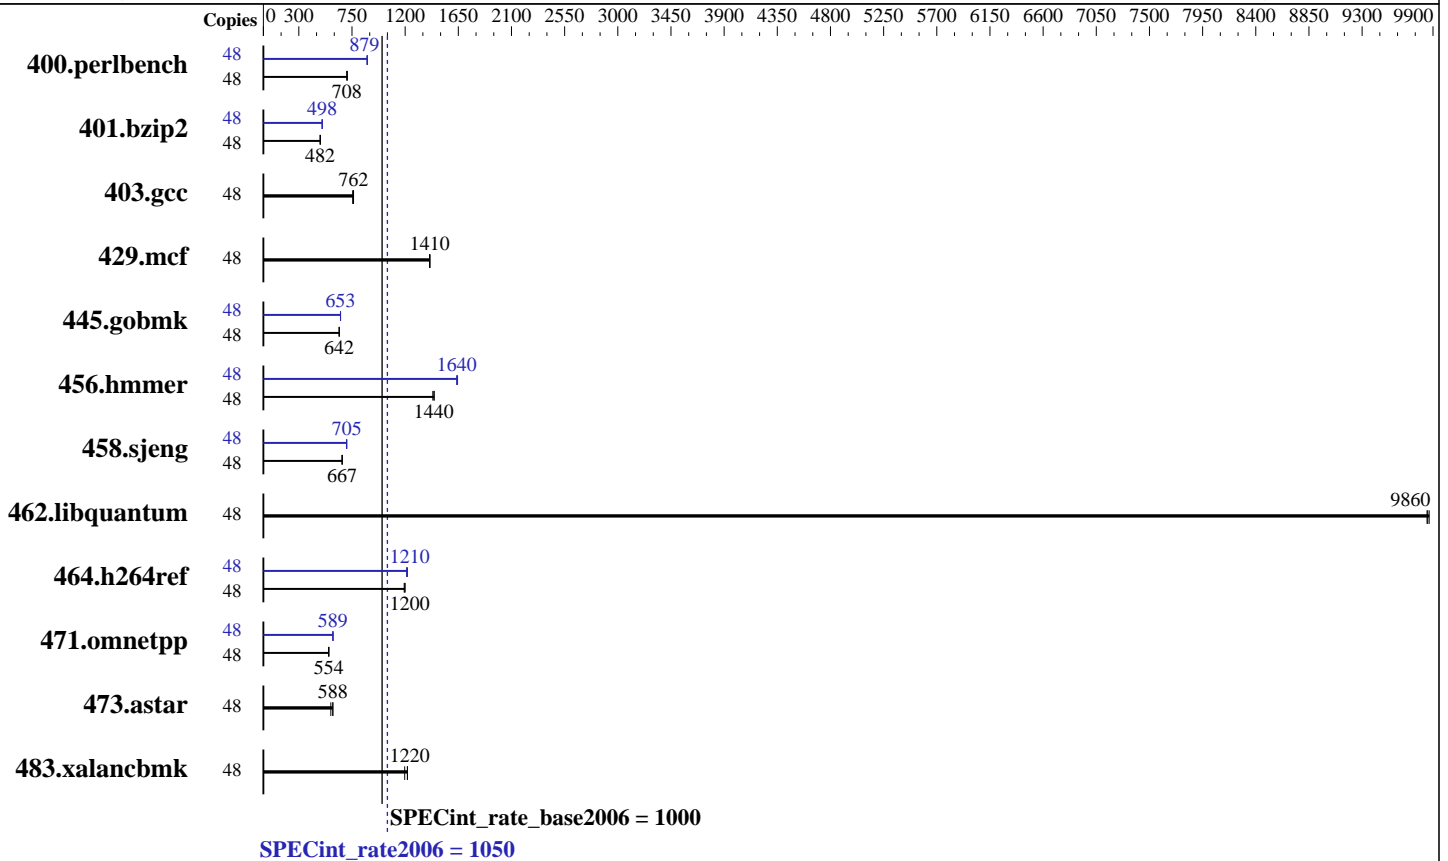 Copies 0 300 750 1200 1650 2100 2550 3000 3450 3900 4350 4800 5250 5700 6150 6600 7050 7500 7950 8400 8850 9300 9900
400.perlbench 48 879
48 708
401.bzip2 48 498
48 482
403.gcc 48 762
429.mcf 48 1410
445.gobmk 48 653
48 642
456.hmmer 48 1640
48 1440
458.sjeng 48 705
48 667
462.libquantum 48 9860
464.h264ref 48 1210
48 1200
471.omnetpp 48 589
48 554
473.astar 48 588
483.xalancbmk 48 1220
SPECint_rate_base2006 = 1000
SPECint_rate2006 = 1050